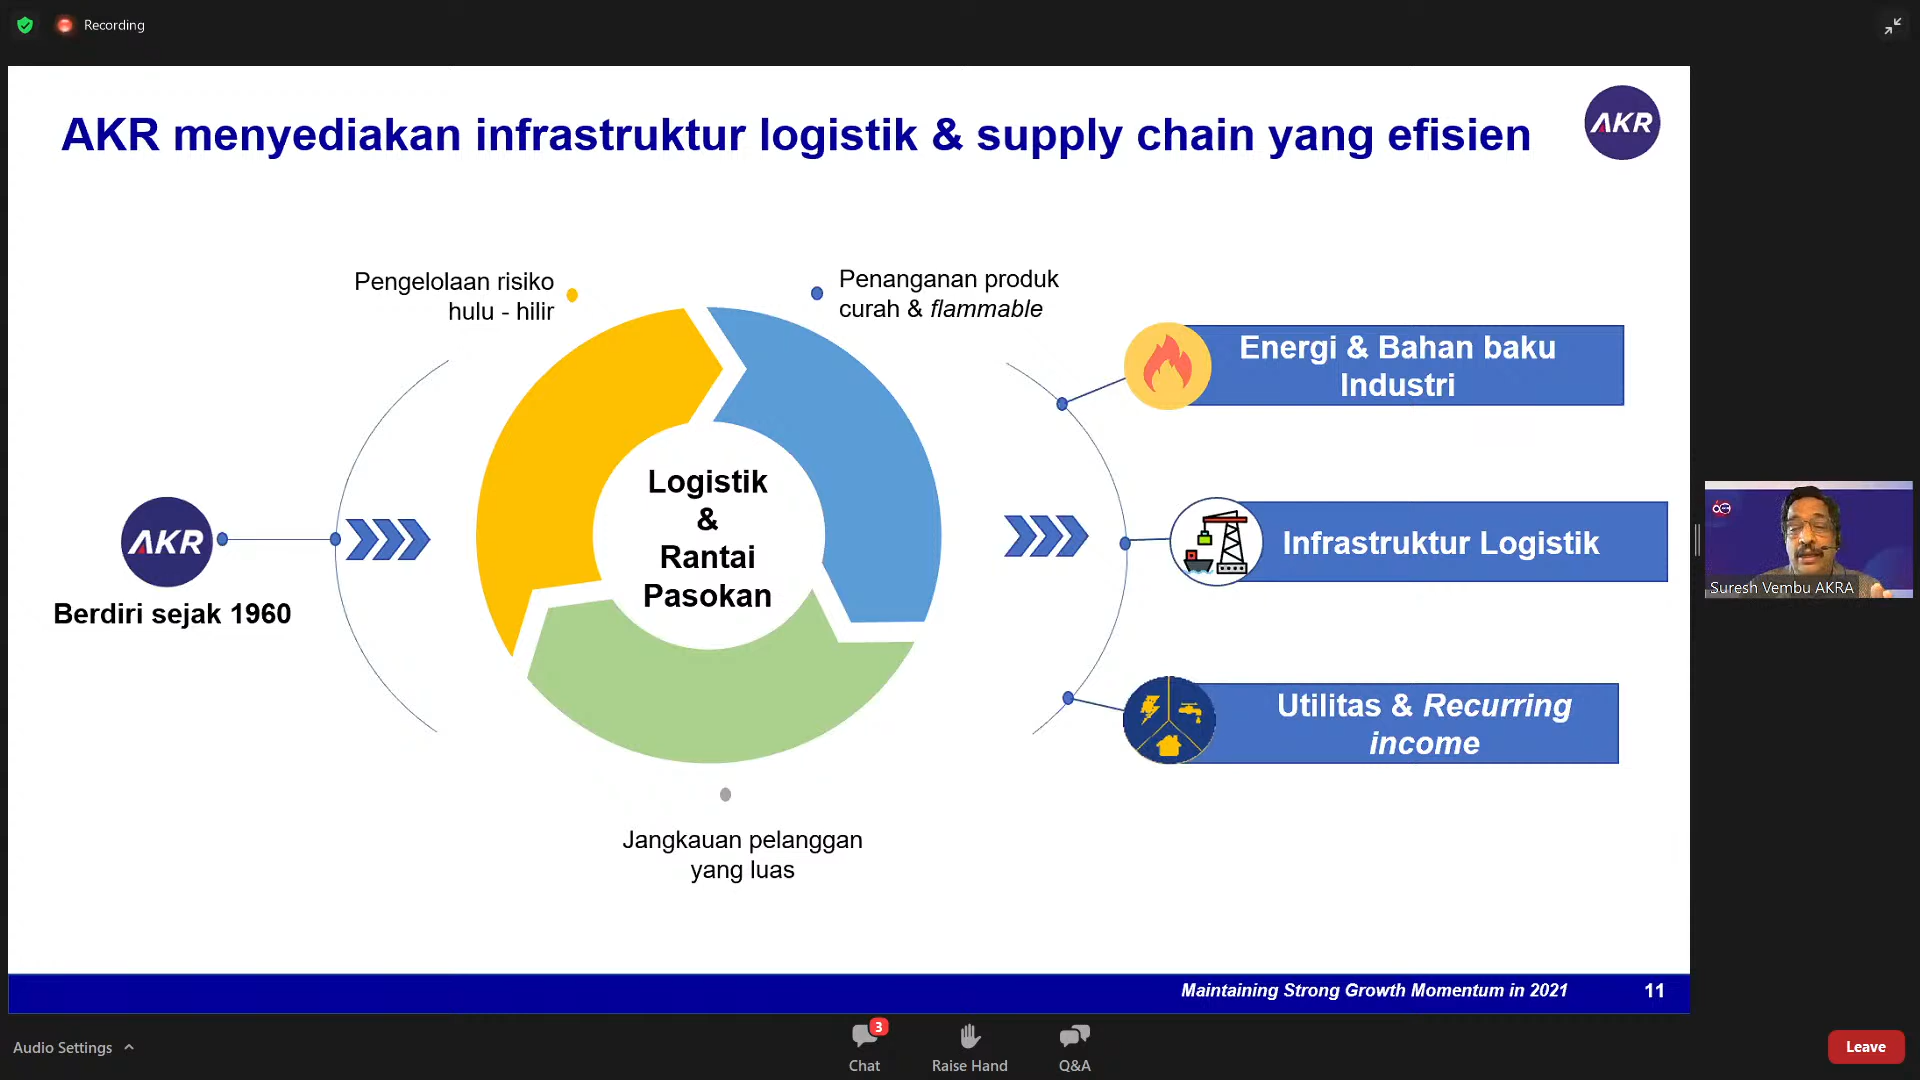 Recording
AKR menyediakan infrastruktur logistik & supply chain yang efisien
AKR
Pengelolaan risiko
hulu - hilir
Penanganan produk
curah & flammable
Energi & Bahan baku
Industri
Logistik
&
Rantai
Pasokan
AKR
Berdiri sejak 1960
Infrastruktur Logistik
Utilitas & Recurring
income
Jangkauan pelanggan
yang luas
Suresh Vembu AKRA
Maintaining Strong Growth Momentum in 2021
11
Audio Settings
3
Chat
Raise Hand
Q&A
Leave